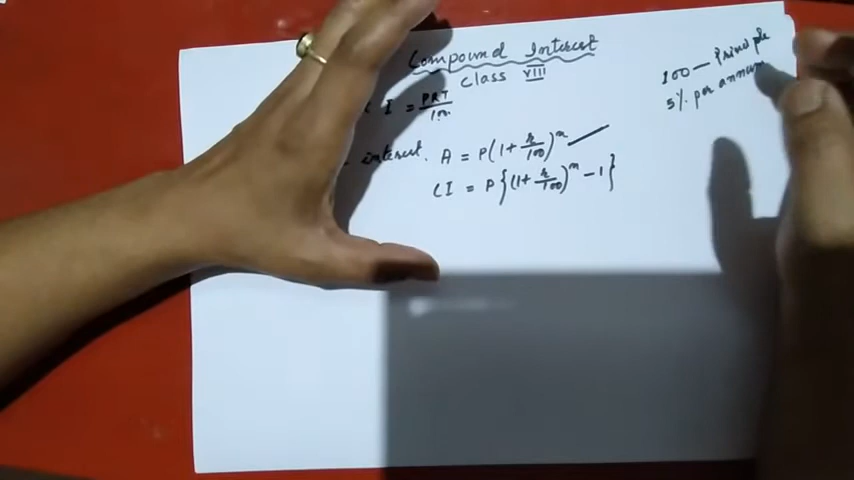 Compound Interest
Class VIII
100 — Principle
5% per annum
I = PRT/100
interest. A = P(1+r/100)^n
CI = P{(1+r/100)^n -1}